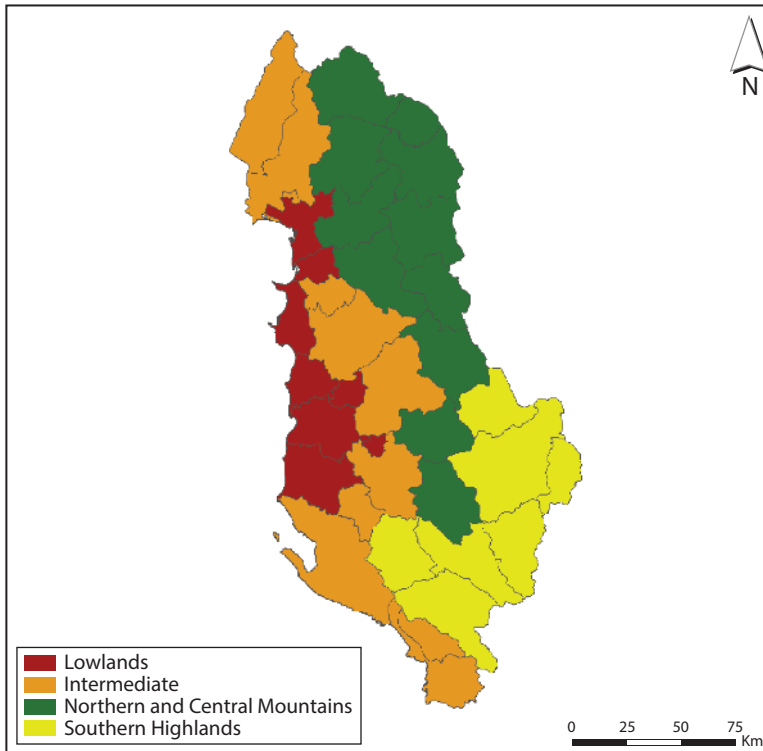 N
Lowlands
Intermediate
Northern and Central Mountains
Southern Highlands
0 25 50 75
Km